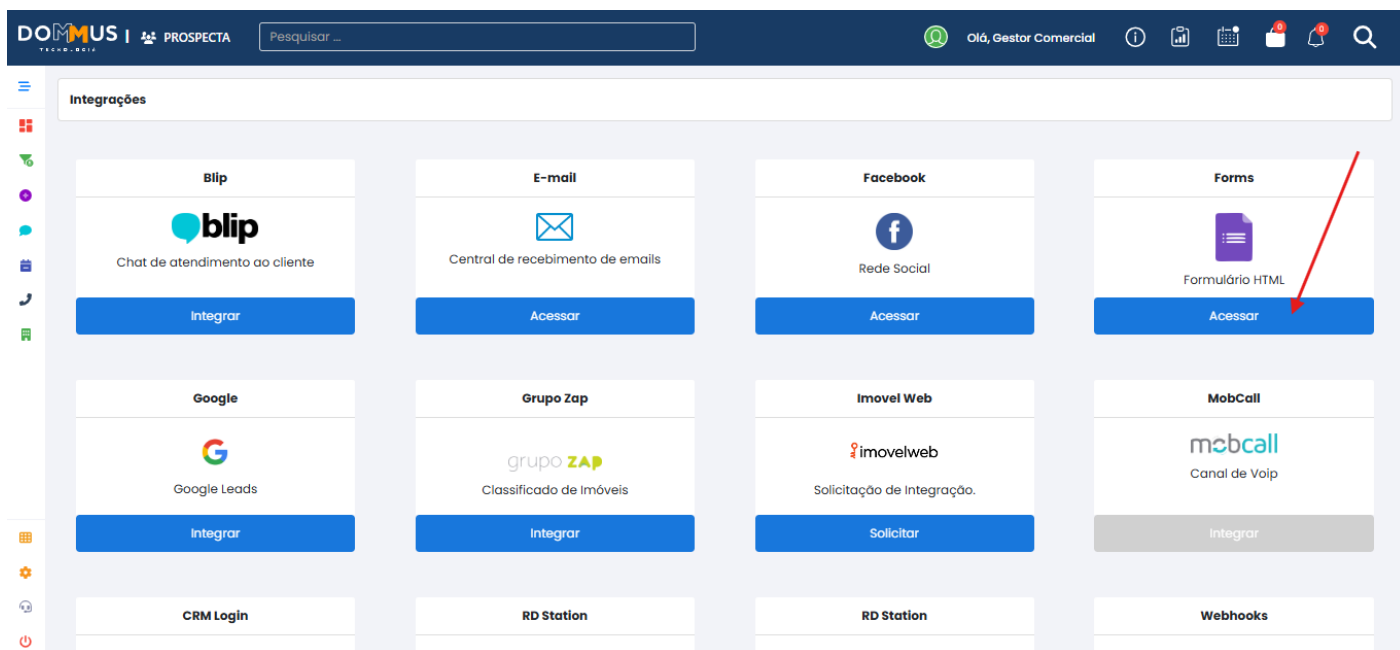 DOMMUS | PROSPECTA Pesquisar ... Olá, Gestor Comercial 0 0
Integrações
Blip E-mail Facebook Forms
blip
Chat de atendimento ao cliente Central de recebimento de emails Rede Social Formulário HTML
Integrar Acessar Acessar Acessar
Google Grupo Zap Imovel Web MobCall
grupo ZAP imovelweb mobcall
Google Leads Classificado de Imóveis Solicitação de Integração. Canal de Voip
Integrar Integrar Solicitar Integrar
CRM Login RD Station RD Station Webhooks